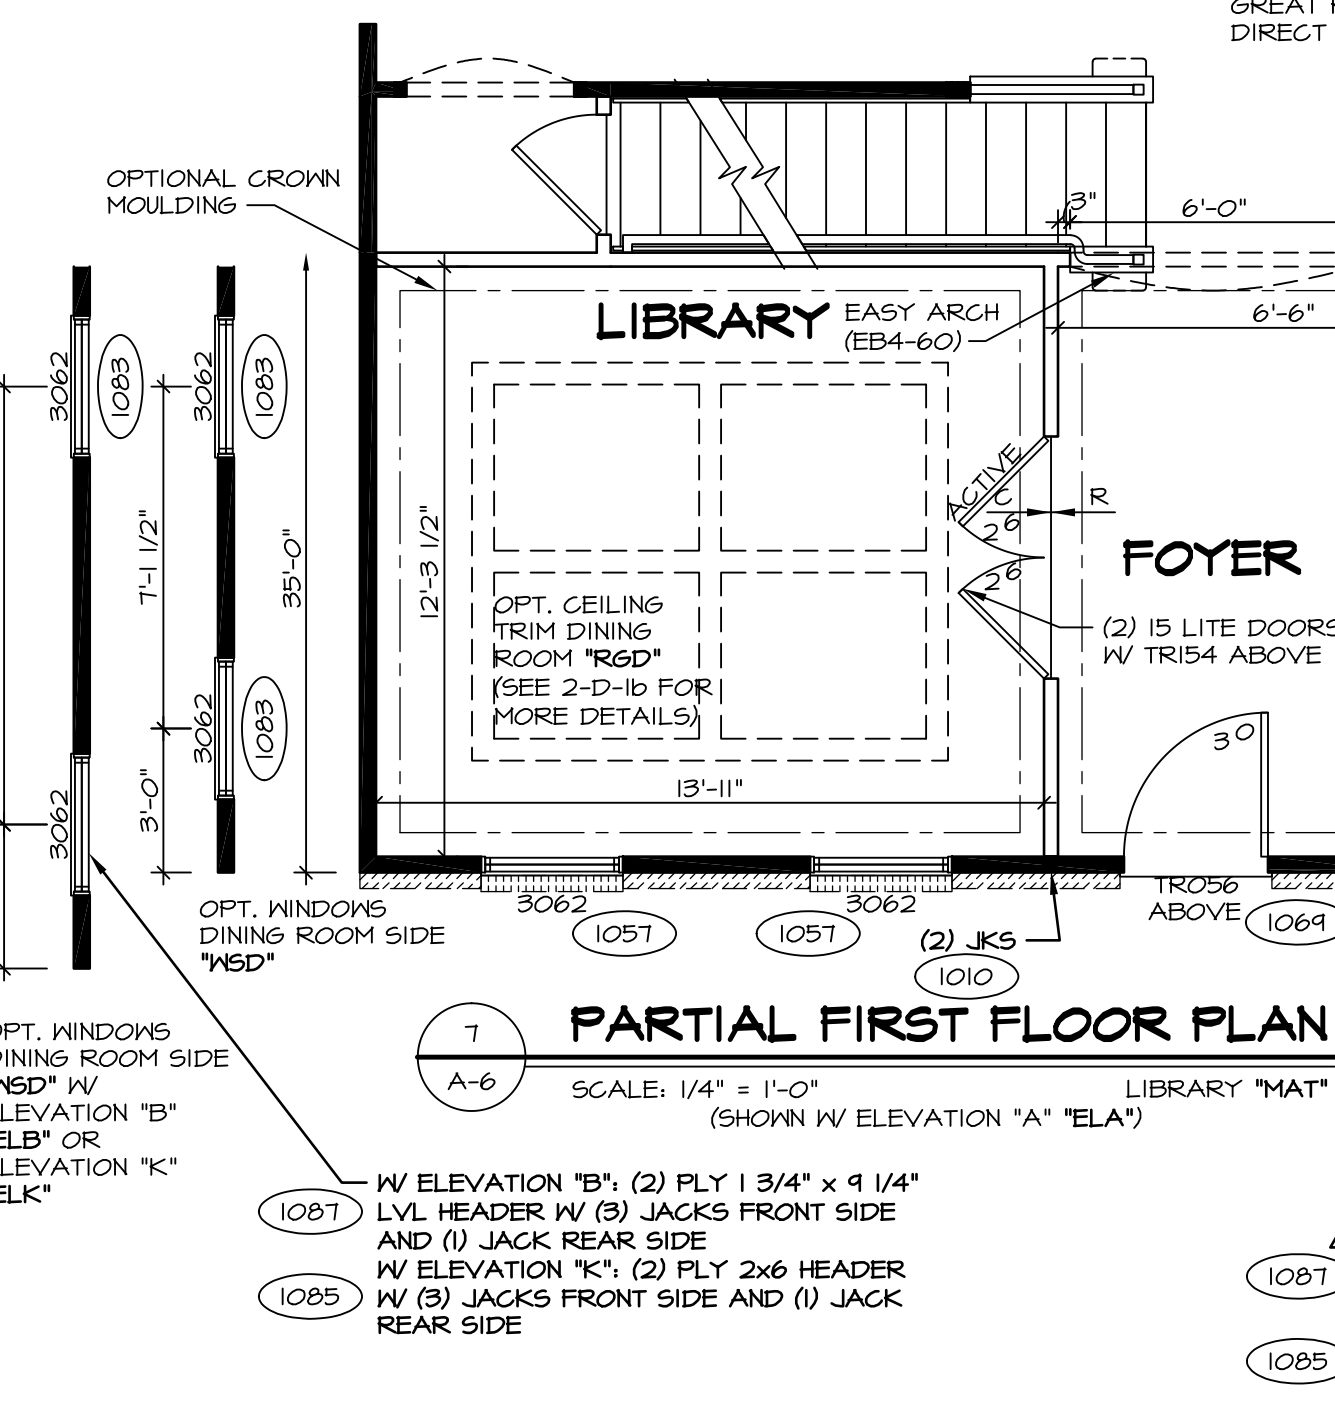 GREAT
DIRECT
OPTIONAL CROWN
MOULDING
3"
6'-0"
LIBRARY
EASY ARCH
(EB4-60)
6'-6"
3062
1083
3062
1083
ACTIVE
C
R
26
26
7'-1 1/2"
35'-0"
12'-3 1/2"
FOYER
OPT. CEILING
TRIM DINING
ROOM "RGD"
(SEE 2-D-1b FOR
MORE DETAILS)
(2) 15 LITE DOORS
W/ TR154 ABOVE
3062
1083
30
3'-0"
3062
13'-11"
OPT. WINDOWS
DINING ROOM SIDE
"WSD"
3062
1057
1057
3062
TR056
ABOVE
1069
(2) JKS
1010
7
A-6
PARTIAL FIRST FLOOR PLAN
SCALE: 1/4" = 1'-0"
LIBRARY "MAT"
(SHOWN W/ ELEVATION "A" "ELA")
OPT. WINDOWS
DINING ROOM SIDE
"WSD" W/
ELEVATION "B"
"ELB" OR
ELEVATION "K"
"ELK"
1087
W/ ELEVATION "B": (2) PLY 1 3/4" x 9 1/4"
LVL HEADER W/ (3) JACKS FRONT SIDE
AND (1) JACK REAR SIDE
1085
W/ ELEVATION "K": (2) PLY 2x6 HEADER
W/ (3) JACKS FRONT SIDE AND (1) JACK
REAR SIDE
1087
1085